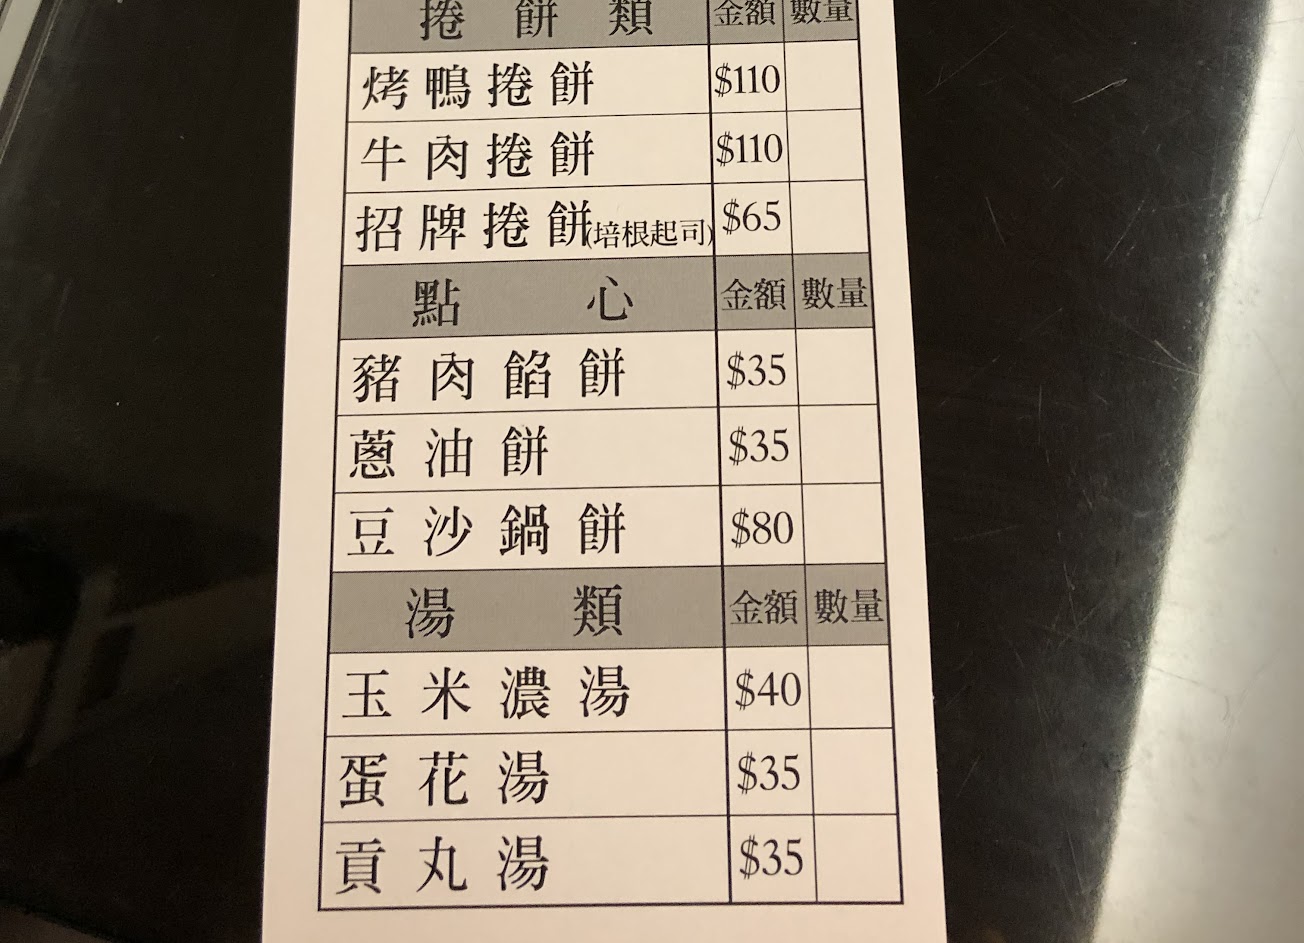 捲餅類 金額 數量
烤鴨捲餅 $110
牛肉捲餅 $110
招牌捲餅(培根起司) $65
點心 金額 數量
豬肉餡餅 $35
蔥油餅 $35
豆沙鍋餅 $80
湯類 金額 數量
玉米濃湯 $40
蛋花湯 $35
貢丸湯 $35